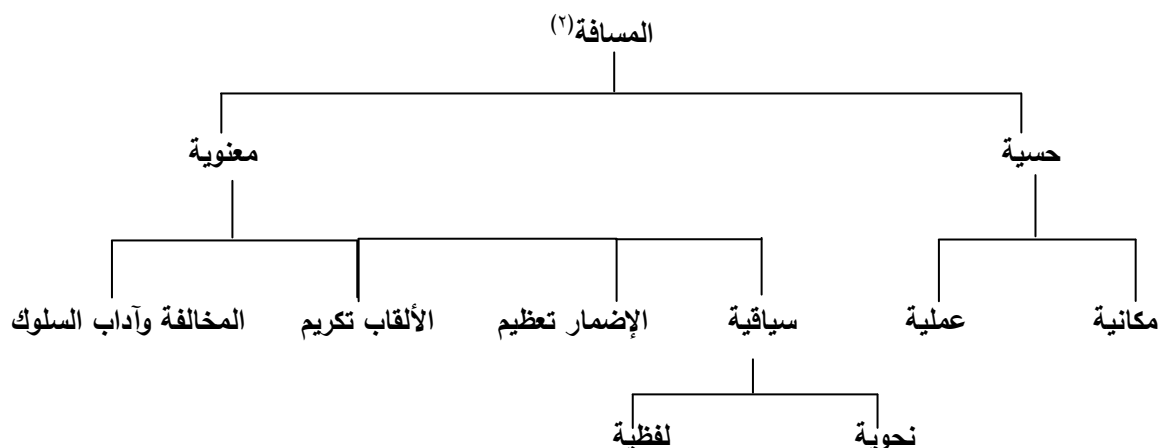 المسافة(٢)
حسية معنوية
مكانية عملية سياقية الإضمار تعظيم الألقاب تكريم المخالفة وآداب السلوك
نحوية لفظية